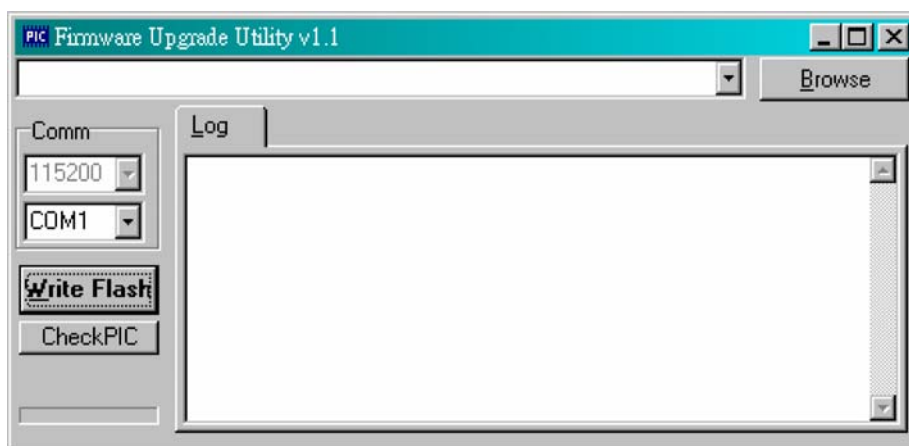 PIC Firmware Upgrade Utility v1.1
Browse
Comm
Log
115200
COM1
Write Flash
CheckPIC